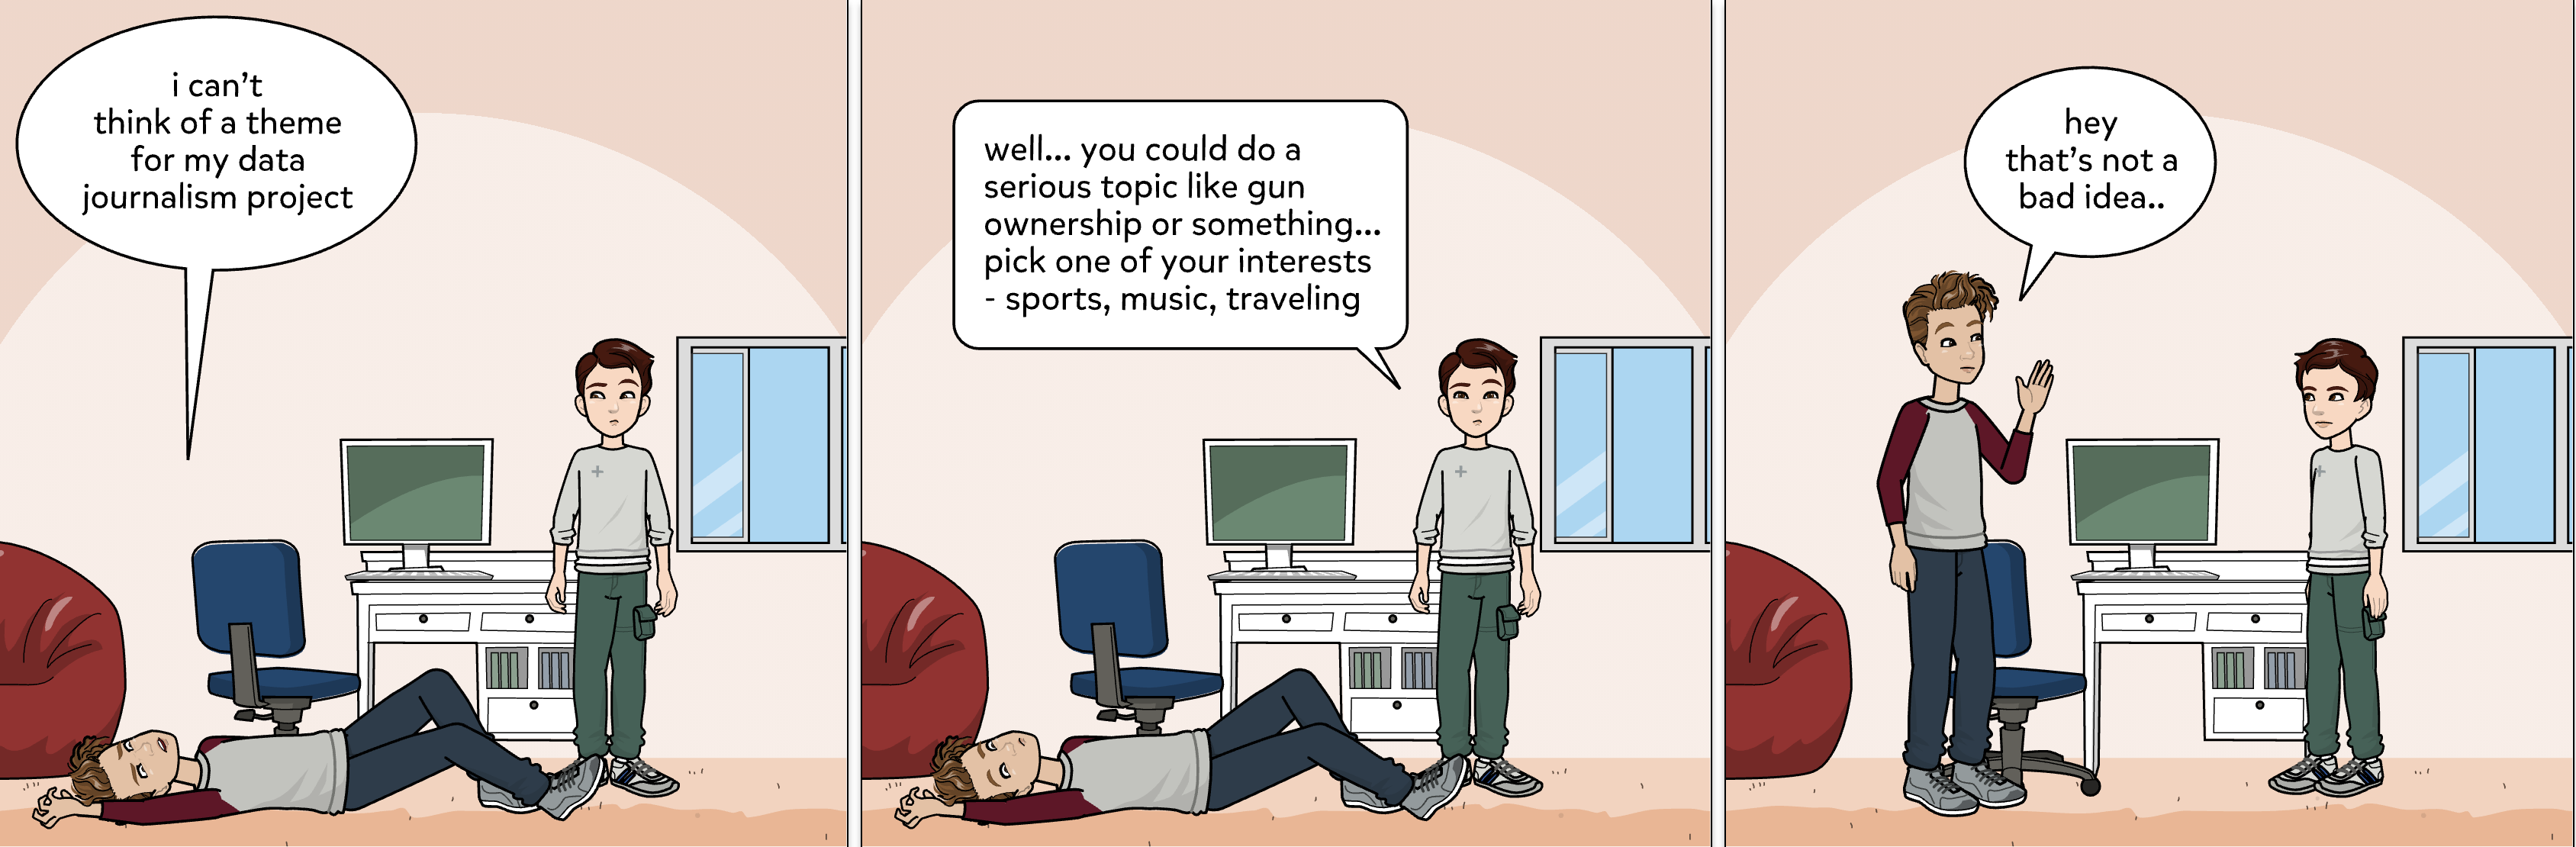 i can't
think of a theme
for my data
journalism project
well... you could do a
serious topic like gun
ownership or something...
pick one of your interests
- sports, music, traveling
hey
that's not a
bad idea..